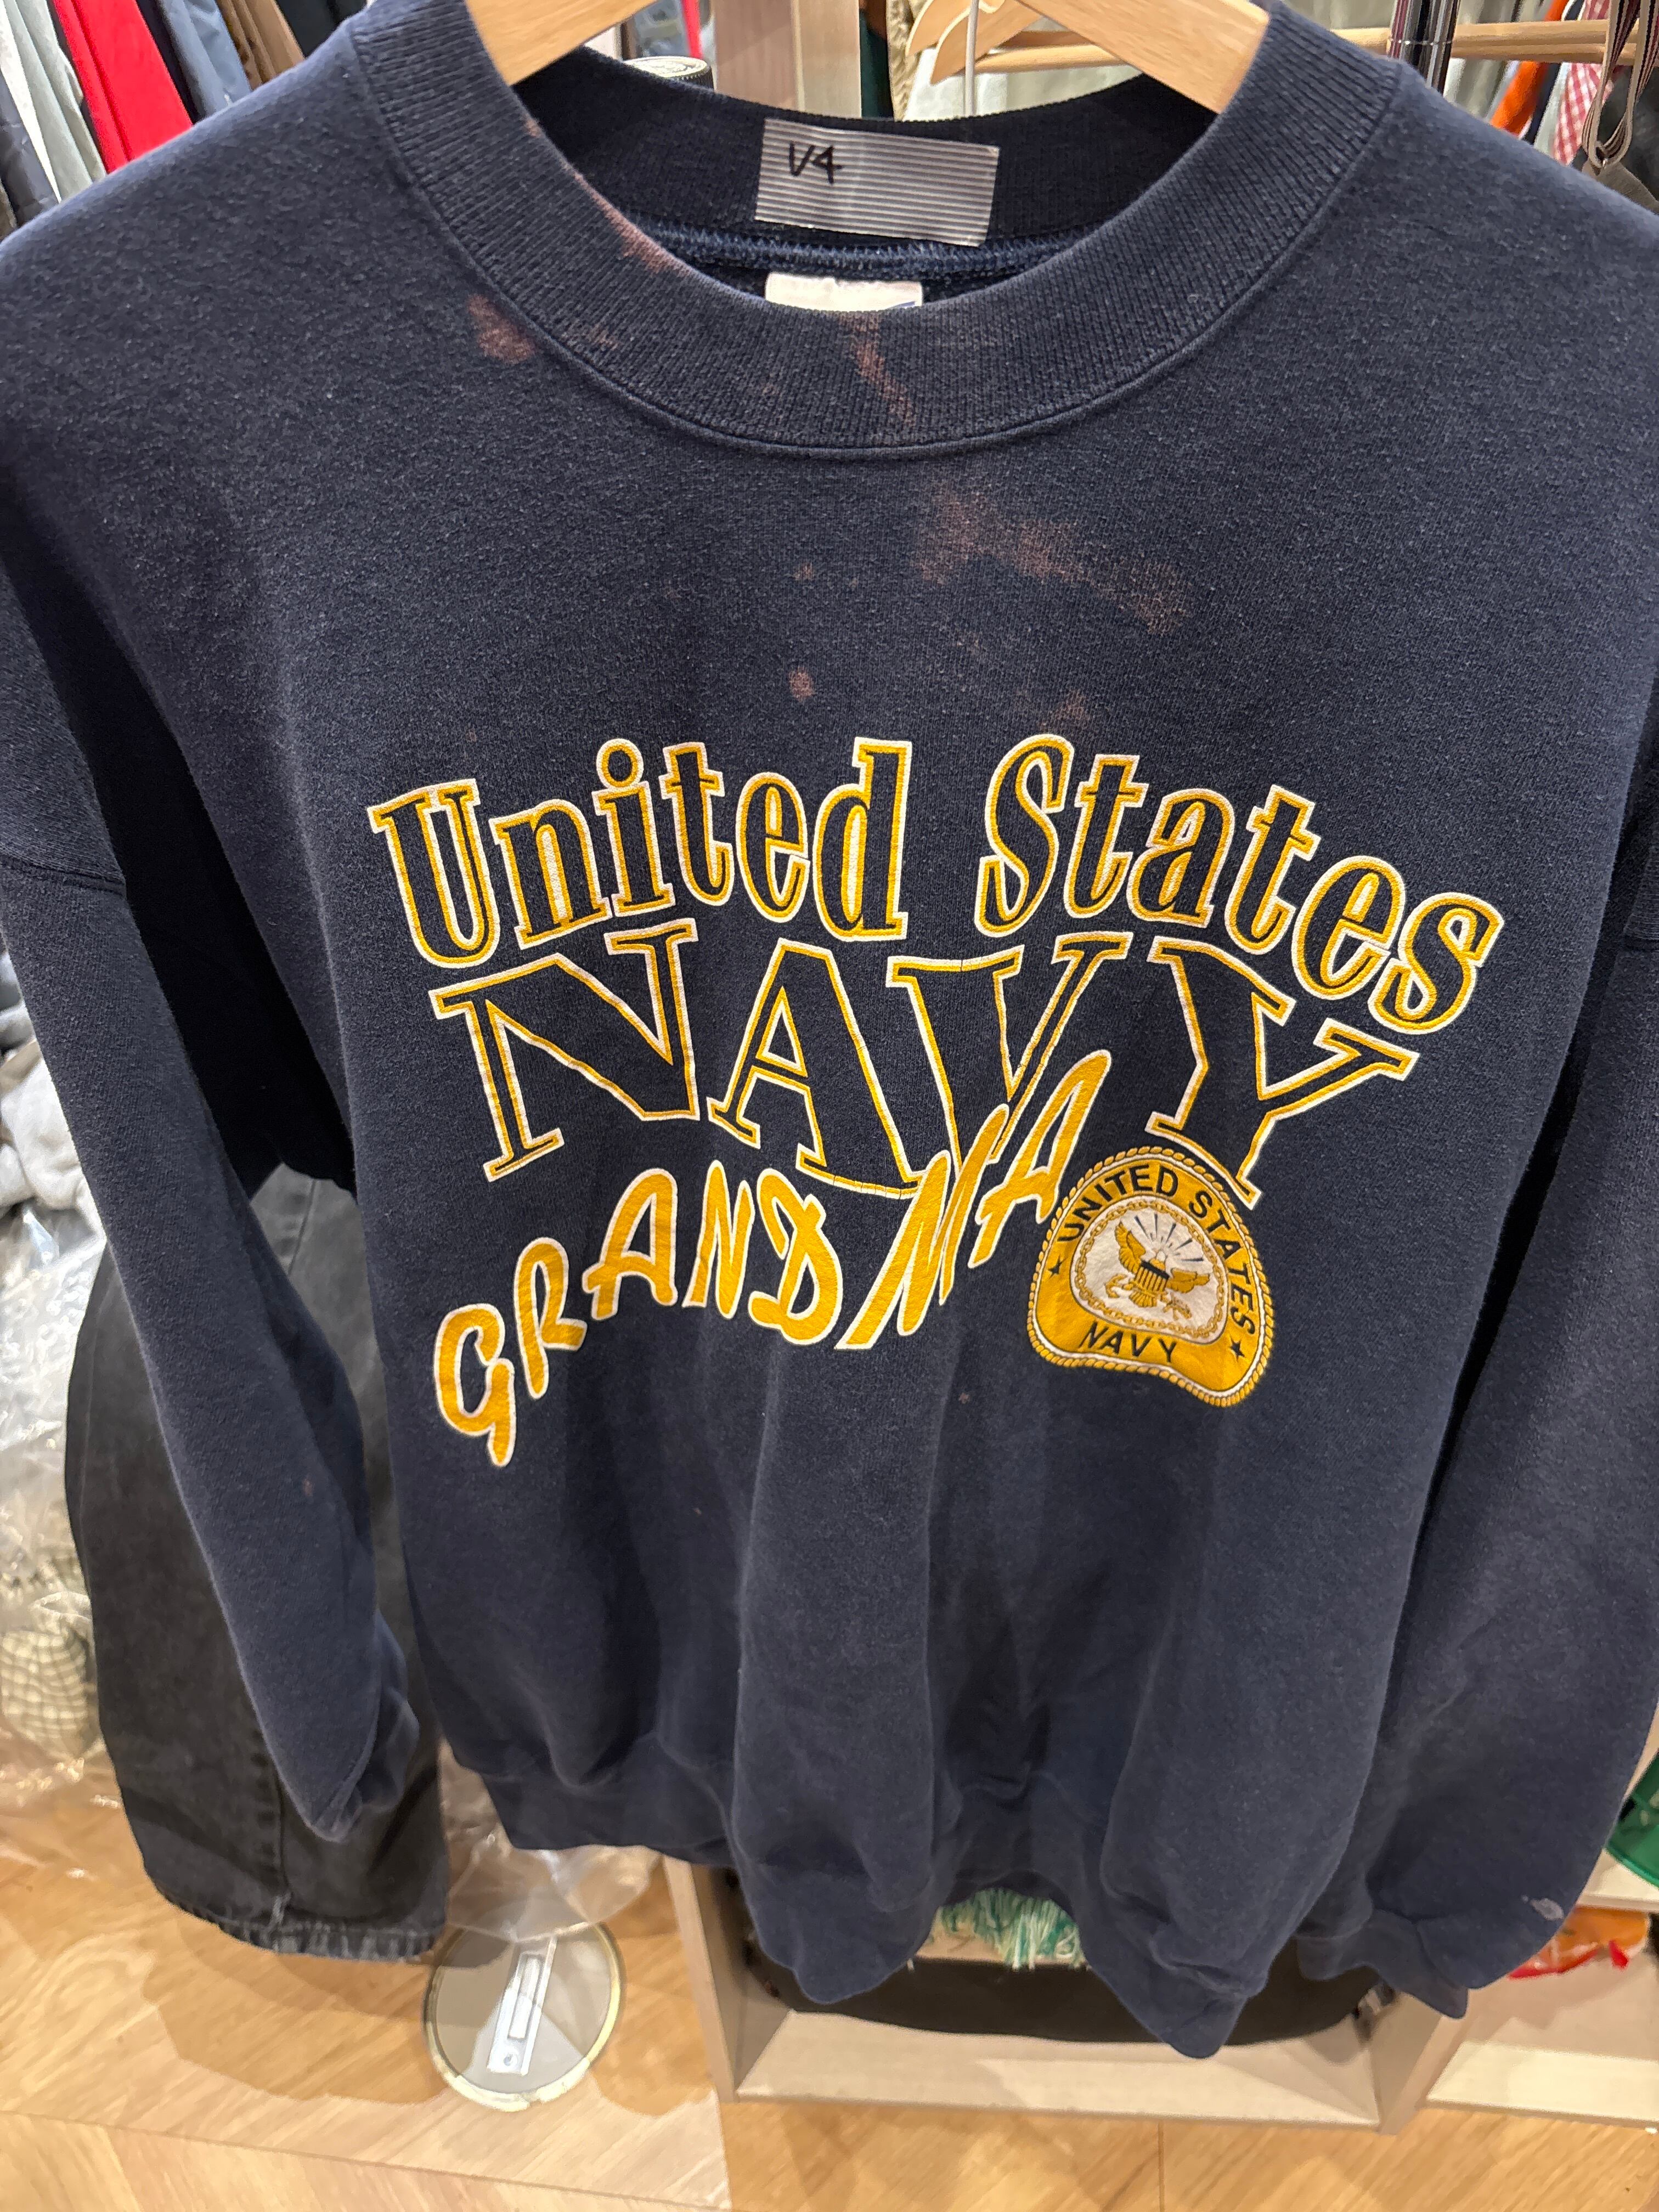 V4
United States
NAVY
GRANDMA
UNITED STATES
NAVY